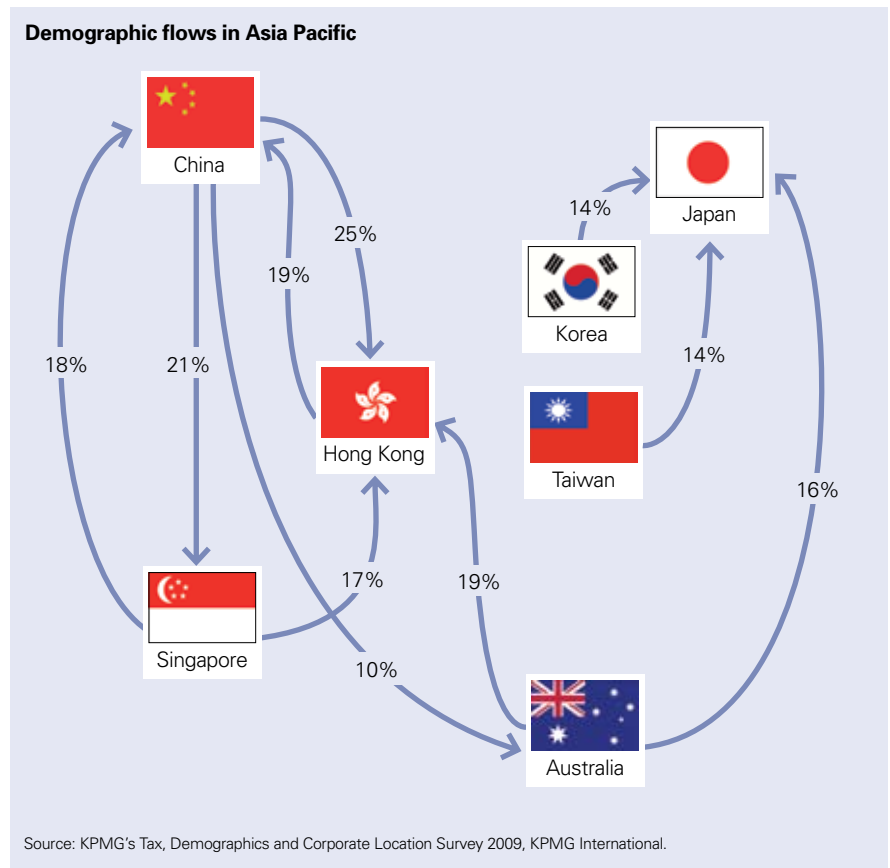 Demographic flows in Asia Pacific
China
Japan
14%
25%
Korea
19%
18%
21%
14%
Hong Kong
Taiwan
16%
17%
19%
Singapore
10%
Australia
Source: KPMG's Tax, Demographics and Corporate Location Survey 2009, KPMG International.